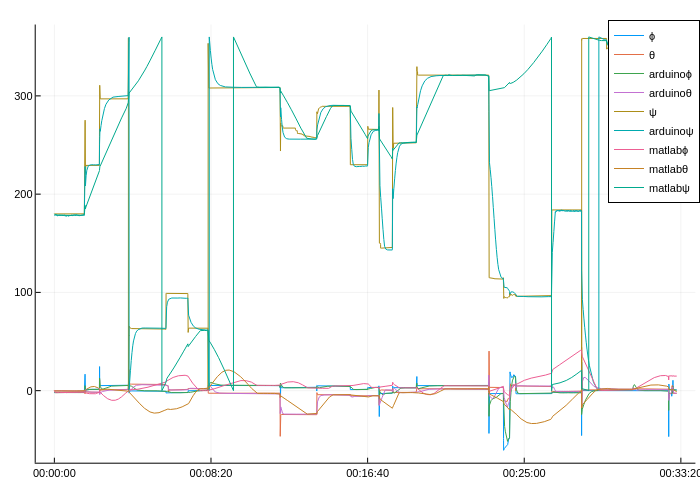 300
200
100
0
00:00:00 00:08:20 00:16:40 00:25:00 00:33:20
ϕ
θ
arduinoϕ
arduinoθ
ψ
arduinoψ
matlabϕ
matlabθ
matlabψ